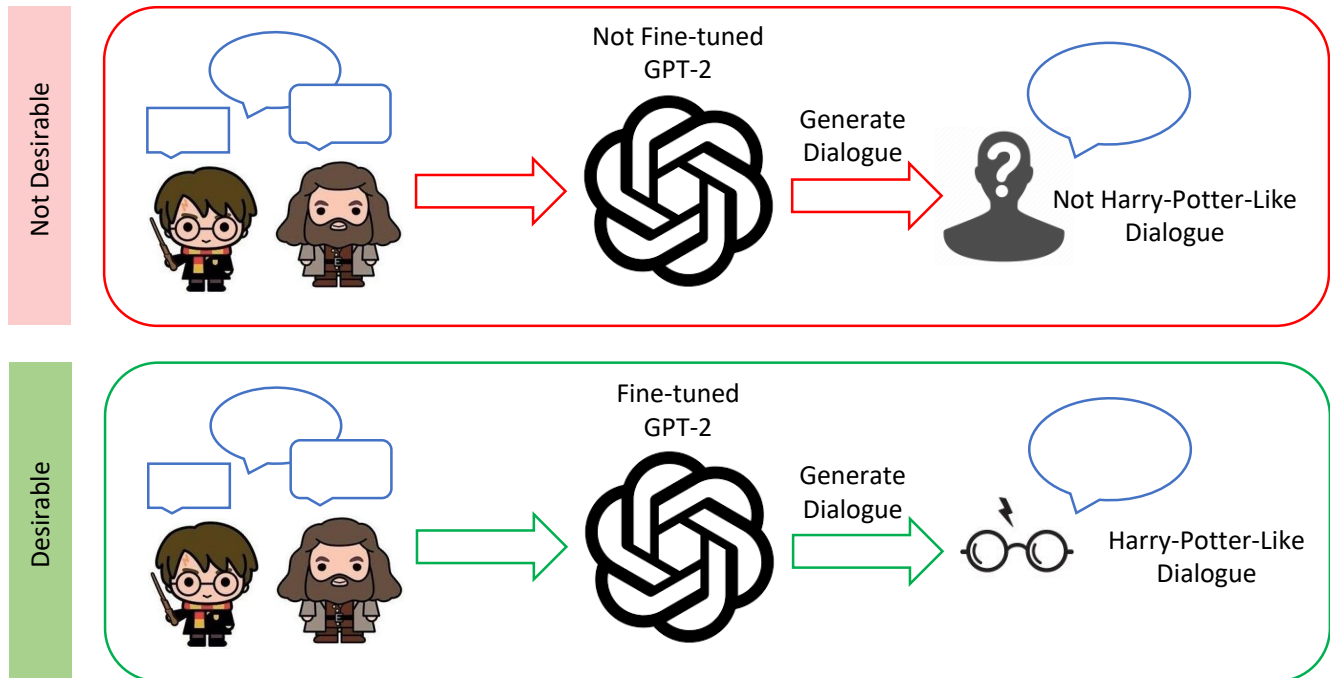 Not Desirable
Not Fine-tuned
GPT-2
Generate
Dialogue
Not Harry-Potter-Like
Dialogue
Desirable
Fine-tuned
GPT-2
Generate
Dialogue
Harry-Potter-Like
Dialogue